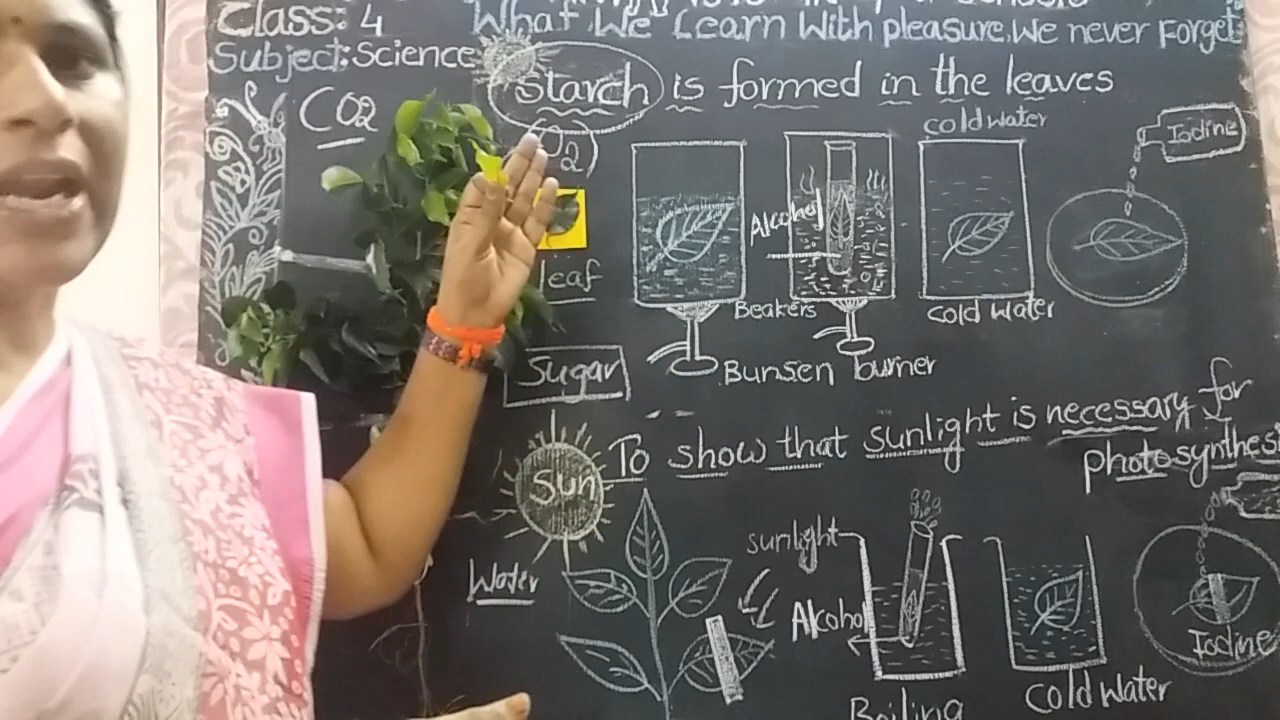 Class: 4
What We Learn With pleasure. We never Forget
Subject: Science
Starch is formed in the leaves
CO2
O2)
cold water
Iodine
Alcohol
leaf
Beakers
cold water
Sugar
Bunsen burner
To show that sunlight is necessary for
photosynthesi
Sun
sunlight
Water
Alcohol
Iodine
Boiling
cold water